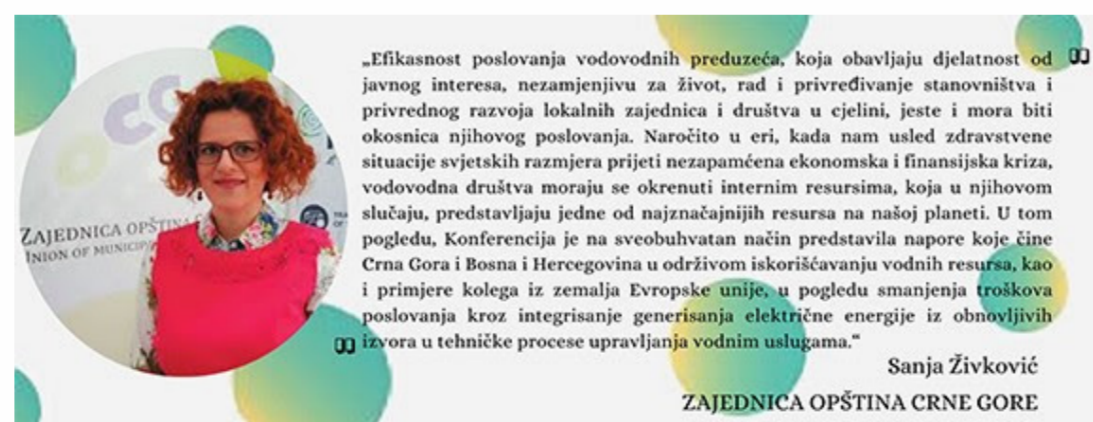 ZAJEDNICA OPŠTINA
UNION OF MUNICIP
„Efikasnost poslovanja vodovodnih preduzeća, koja obavljaju djelatnost od
javnog interesa, nezamjenjivu za život, rad i privređivanje stanovništva i
privrednog razvoja lokalnih zajednica i društva u cjelini, jeste i mora biti
okosnica njihovog poslovanja. Naročito u eri, kada nam usled zdravstvene
situacije svjetskih razmjera prijeti nezapamćena ekonomska i finansijska kriza,
vodovodna društva moraju se okrenuti internim resursima, koja u njihovom
slučaju, predstavljaju jedne od najznačajnijih resursa na našoj planeti. U tom
pogledu, Konferencija je na sveobuhvatan način predstavila napore koje čine
Crna Gora i Bosna i Hercegovina u održivom iskorišćavanju vodnih resursa, kao
i primjere kolega iz zemalja Evropske unije, u pogledu smanjenja troškova
poslovanja kroz integrisanje generisanja električne energije iz obnovljivih
izvora u tehničke procese upravljanja vodnim uslugama.“
Sanja Živković
ZAJEDNICA OPŠTINA CRNE GORE